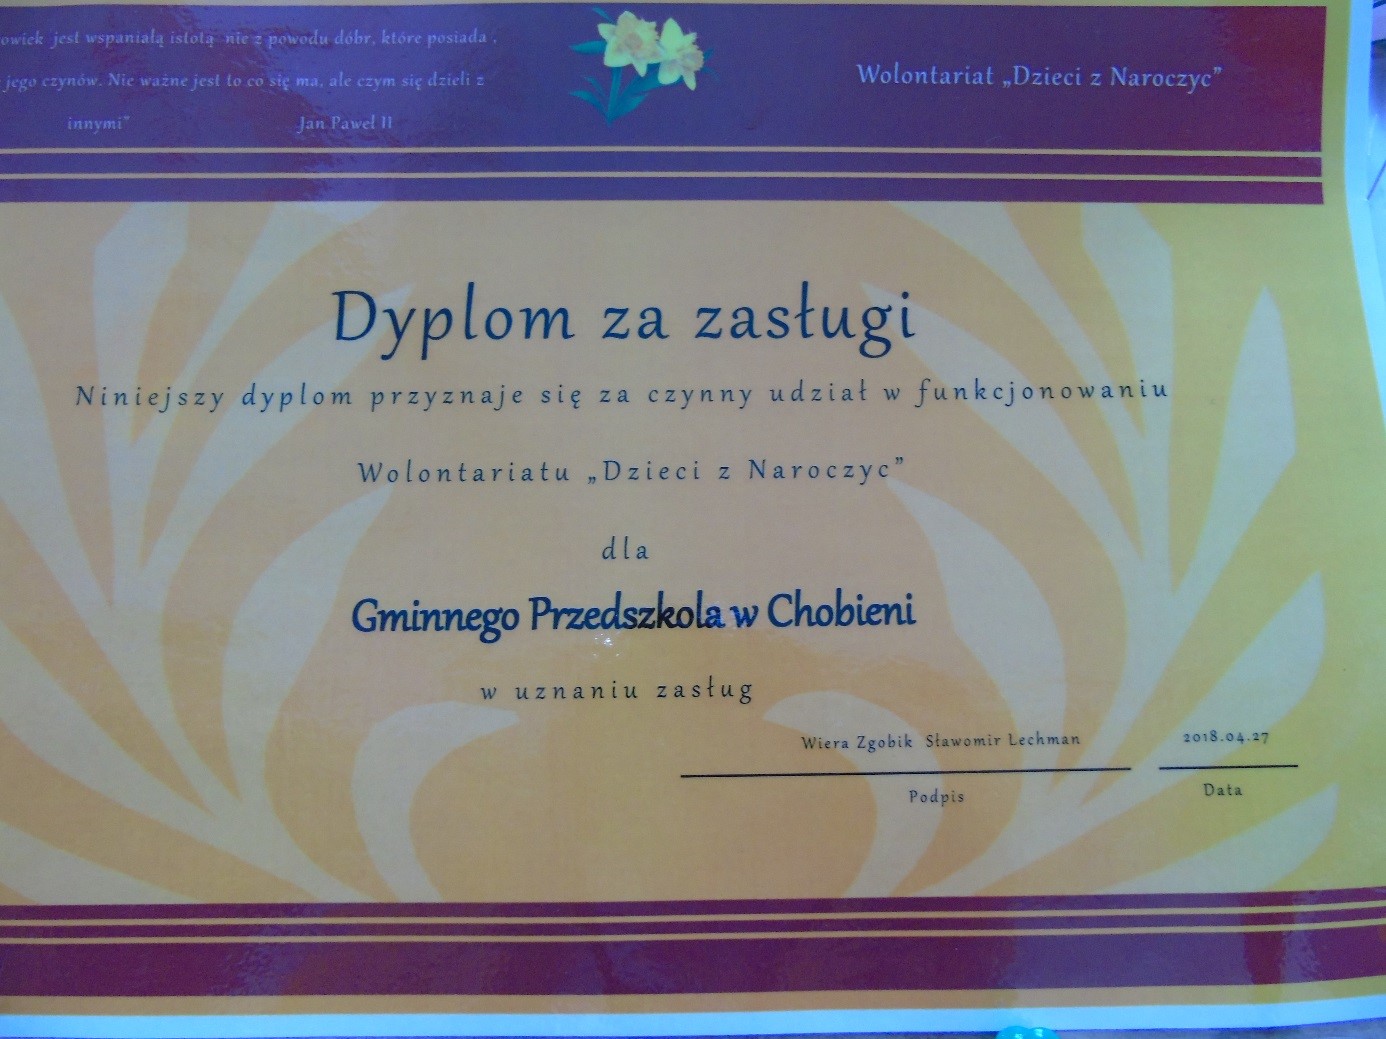 owiek jest wspaniałą istotą nie z powodu dóbr, które posiada ,
jego czynów. Nie ważne jest to co się ma, ale czym się dzieli z
innymi” Jan Paweł II
Wolontariat „Dzieci z Naroczyc”
Dyplom za zasługi
Niniejszy dyplom przyznaje się za czynny udział w funkcjonowaniu
Wolontariatu „Dzieci z Naroczyc”
dla
Gminnego Przedszkola w Chobieni
w uznaniu zasług
Wiera Zgobik Sławomir Lechman 2018.04.27
Podpis Data